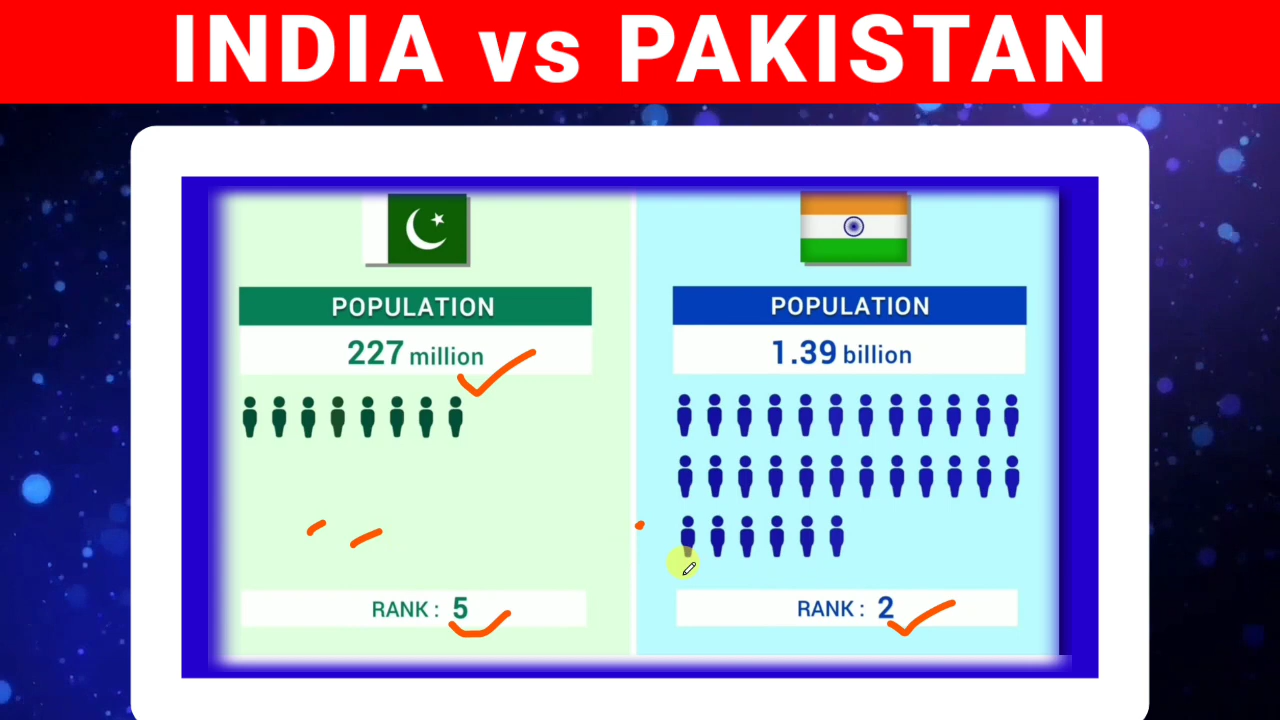 INDIA vs PAKISTAN
POPULATION
227 million
RANK : 5
POPULATION
1.39 billion
RANK : 2